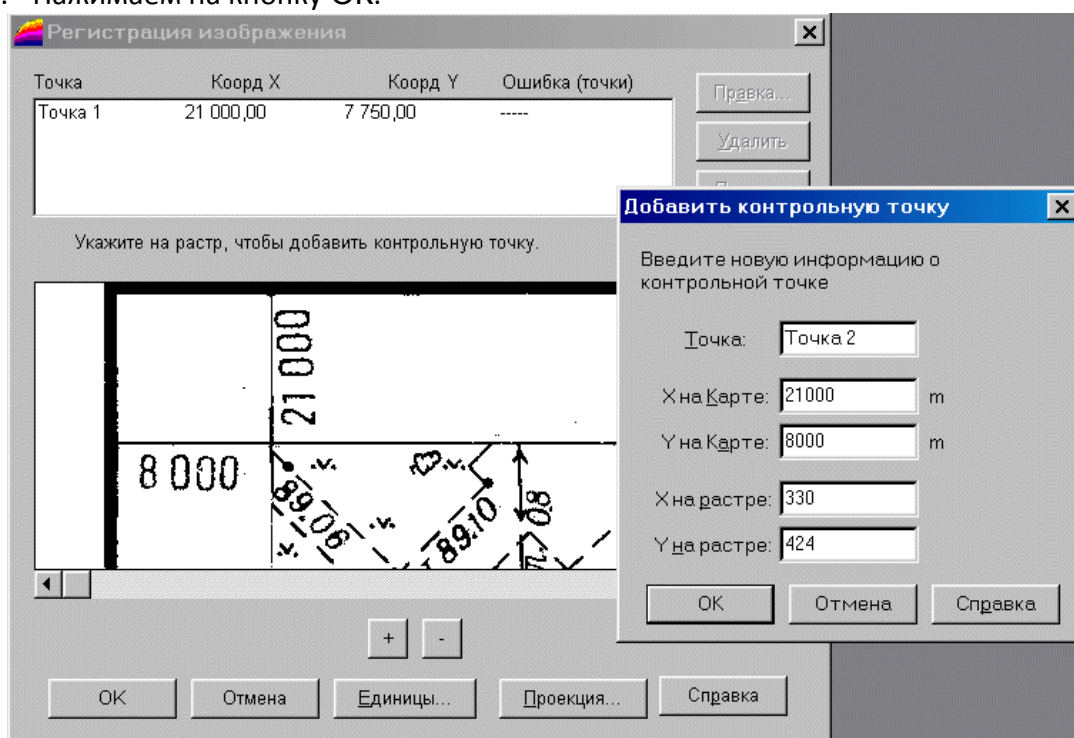 Нажимаем на кнопку ОК.
Регистрация изображения
Точка Коорд X Коорд Y Ошибка (точки)
Точка 1 21 000,00 7 750,00 -----
Правка...
Удалить
Укажите на растр, чтобы добавить контрольную точку.
21 000
8 000
89.06
89.10
0,8
+ -
ОК Отмена Единицы... Проекция... Справка
Добавить контрольную точку
Введите новую информацию о
контрольной точке
Точка: Точка 2
X на Карте: 21000 m
Y на Карте: 8000 m
X на растре: 330
Y на растре: 424
ОК Отмена Справка